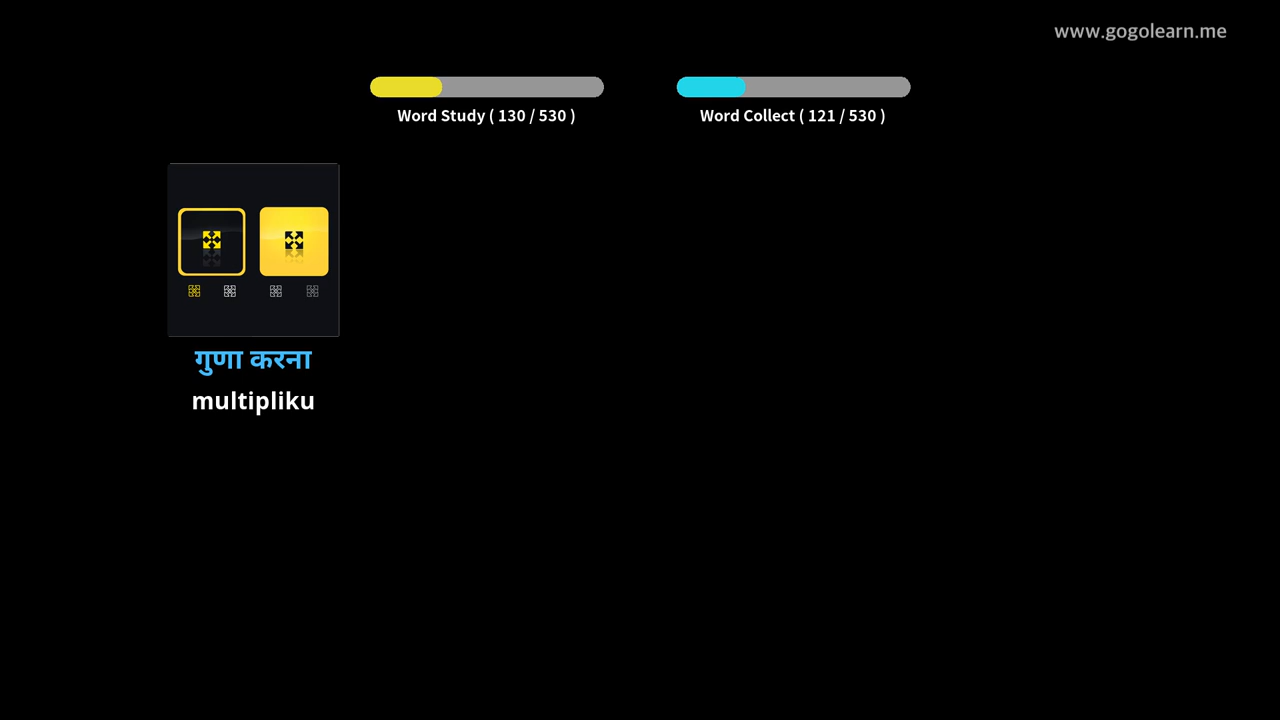 www.gogolearn.me
Word Study ( 130 / 530 )
Word Collect ( 121 / 530 )
गुणा करना
multipliku